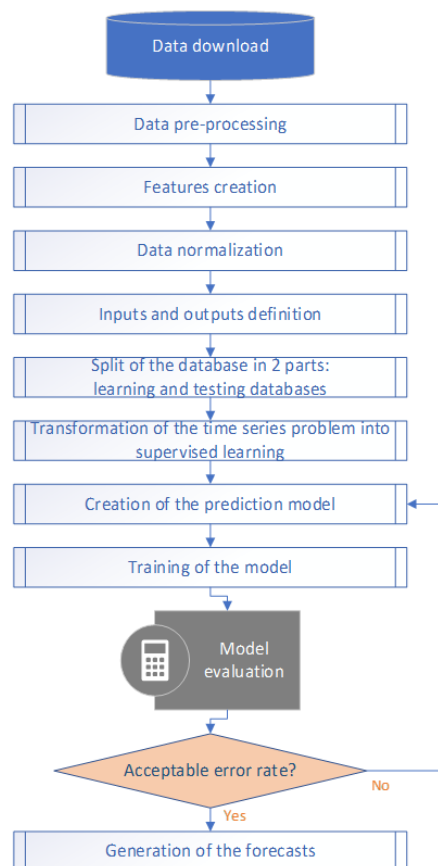 Data download
Data pre-processing
Features creation
Data normalization
Inputs and outputs definition
Split of the database in 2 parts:
learning and testing databases
Transformation of the time series problem into
supervised learning
Creation of the prediction model
Training of the model
Model
evaluation
Acceptable error rate?
No
Yes
Generation of the forecasts